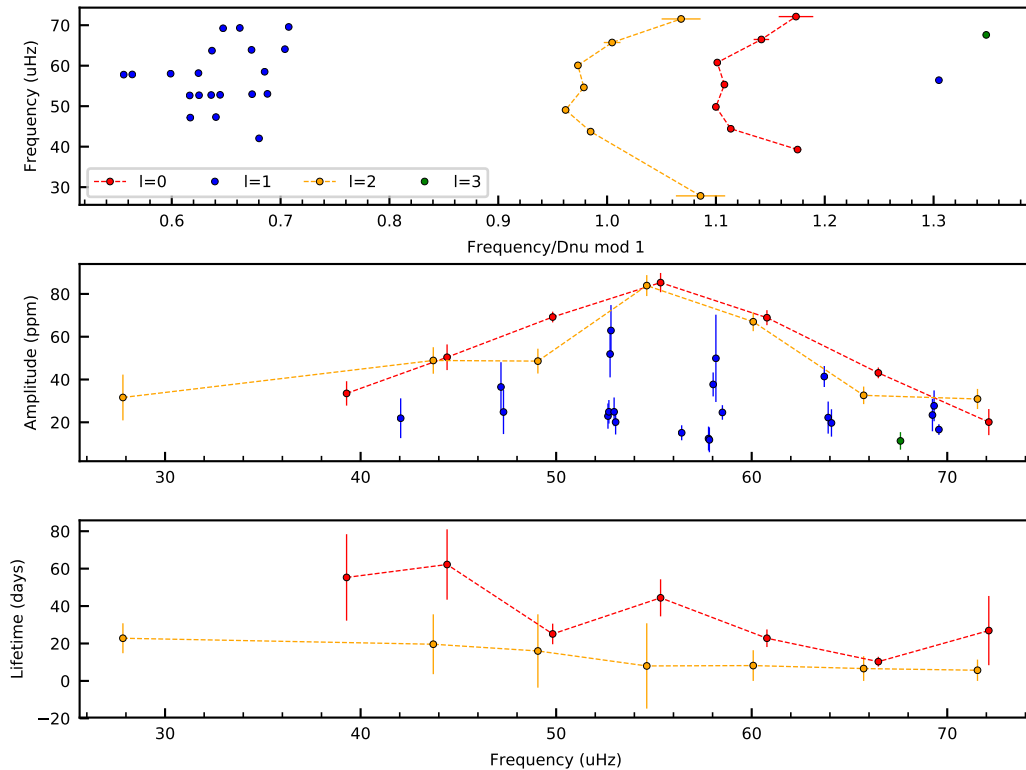 70
60
50
40
30
Frequency (uHz)
l=0 l=1 l=2 l=3
0.6 0.7 0.8 0.9 1.0 1.1 1.2 1.3
Frequency/Dnu mod 1
80
60
40
20
Amplitude (ppm)
30 40 50 60 70
80
60
40
20
0
−20
Lifetime (days)
30 40 50 60 70
Frequency (uHz)